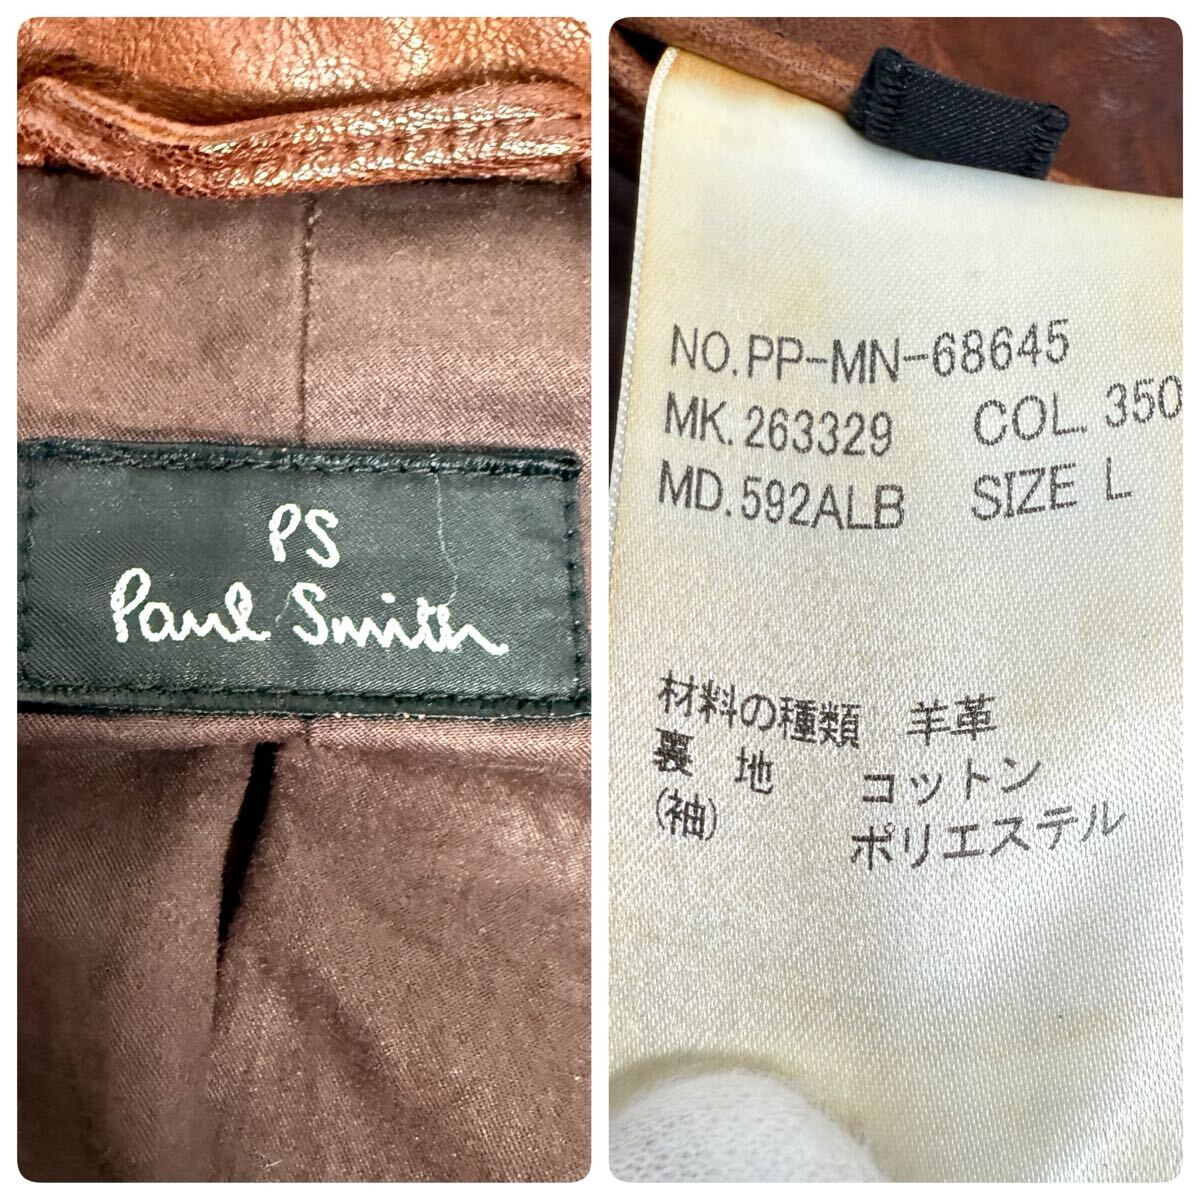 PS
Paul Smith
NO.PP-MN-68645
MK.263329 COL.350
MD.592ALB SIZE L
材料の種類 羊革
裏 地 コットン
(袖) ポリエステル